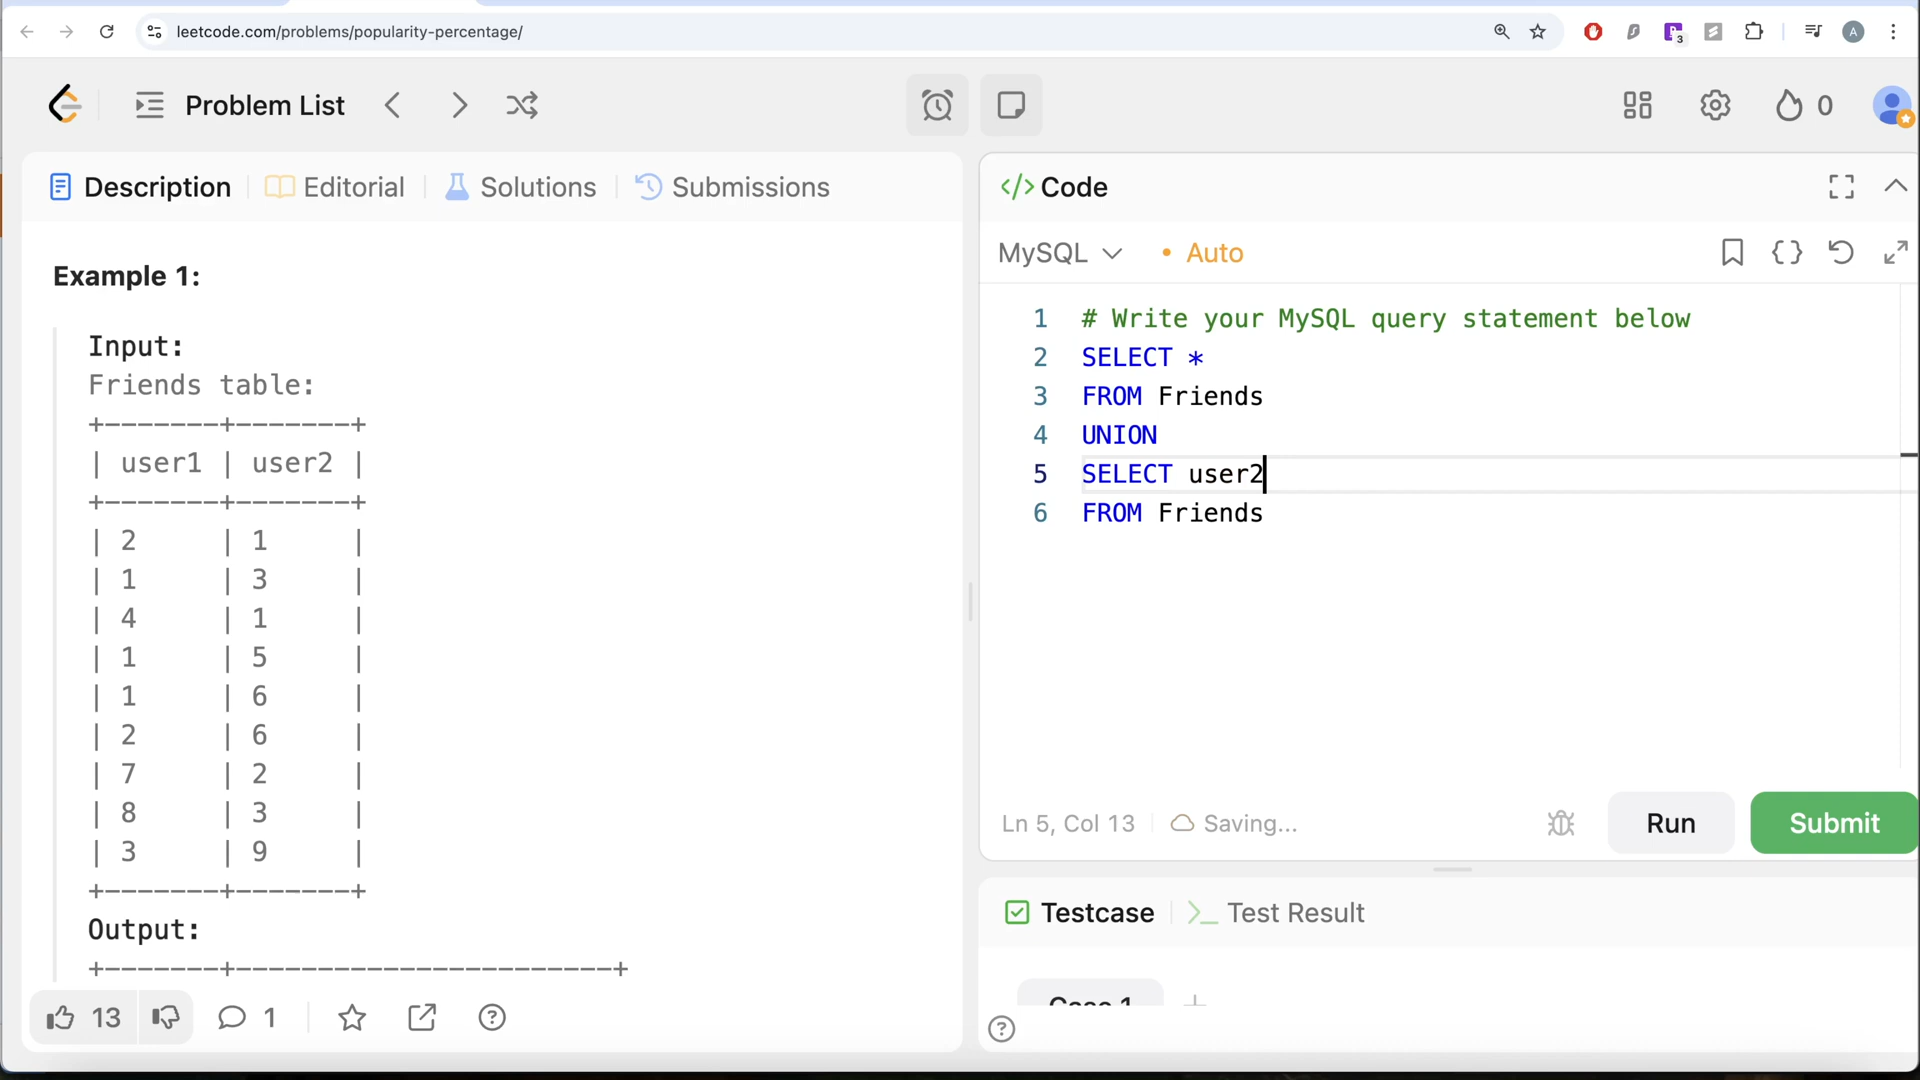 leetcode.com/problems/popularity-percentage/
3
A
Problem List
0
Description
Editorial
Solutions
Submissions
Example 1:
Input:
Friends table:
+-------+-------+
| user1 | user2 |
+-------+-------+
| 2     | 1     |
| 1     | 3     |
| 4     | 1     |
| 1     | 5     |
| 1     | 6     |
| 2     | 6     |
| 7     | 2     |
| 8     | 3     |
| 3     | 9     |
+-------+-------+
Output:
+-------+---------------------+
13
1
</> Code
MySQL
• Auto
1 # Write your MySQL query statement below
2 SELECT *
3 FROM Friends
4 UNION
5 SELECT user2
6 FROM Friends
Ln 5, Col 13
Saving...
Run
Submit
Testcase
>_ Test Result
Case 1
+